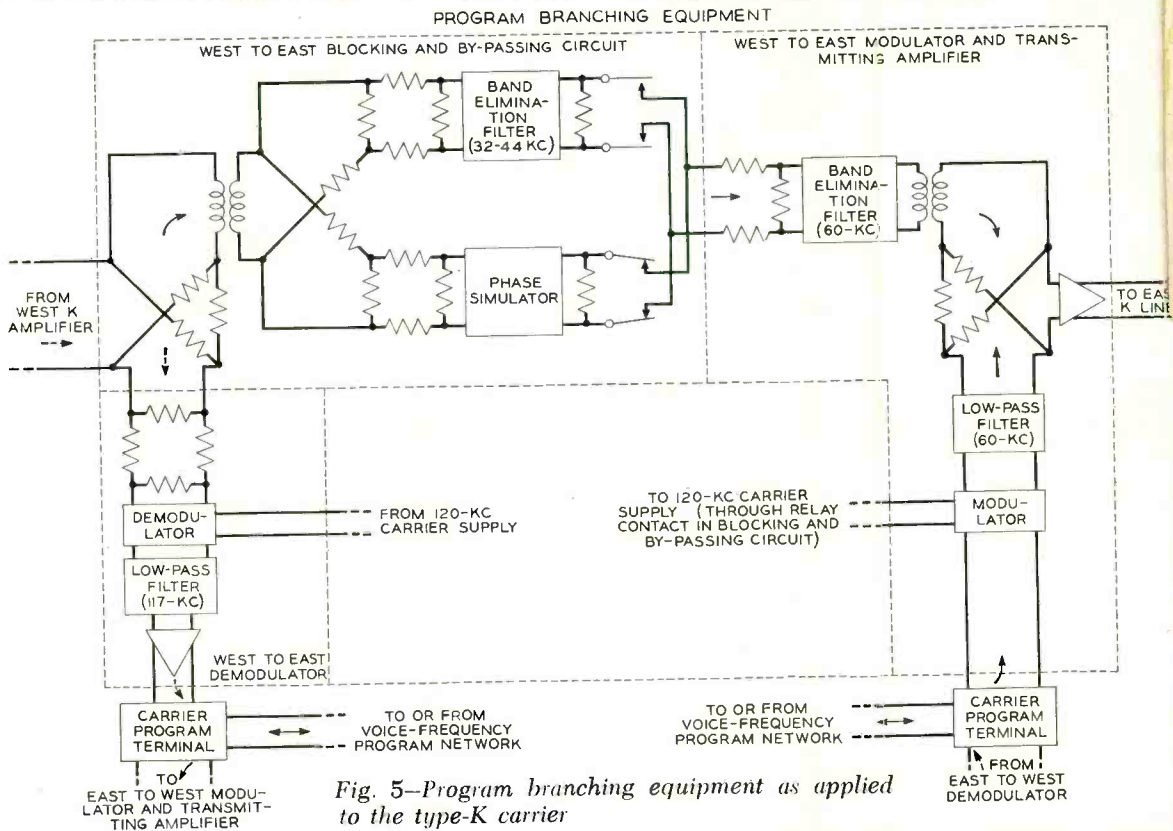 PROGRAM BRANCHING EQUIPMENT
WEST TO EAST BLOCKING AND BY-PASSING CIRCUIT
WEST TO EAST MODULATOR AND TRANS-
MITTING AMPLIFIER
BAND
ELIMINA-
TION
FILTER
(32-44 KC)
BAND
ELIMINA-
TION
FILTER
(60-KC)
PHASE
SIMULATOR
FROM
WEST K
AMPLIFIER
TO EAS
K LINE
LOW-PASS
FILTER
(60-KC)
DEMODU-
LATOR
FROM 120-KC
CARRIER SUPPLY
TO 120-KC CARRIER
SUPPLY (THROUGH RELAY
CONTACT IN BLOCKING AND
BY-PASSING CIRCUIT)
MODU-
LATOR
LOW-PASS
FILTER
(117-KC)
WEST TO EAST
DEMODULATOR
CARRIER
PROGRAM
TERMINAL
TO OR FROM
VOICE-FREQUENCY
PROGRAM NETWORK
TO OR FROM
VOICE-FREQUENCY
PROGRAM NETWORK
CARRIER
PROGRAM
TERMINAL
TO
EAST TO WEST MODU-
LATOR AND TRANSMIT-
TING AMPLIFIER
FROM
EAST TO WEST
DEMODULATOR
Fig. 5—Program branching equipment as applied
to the type-K carrier